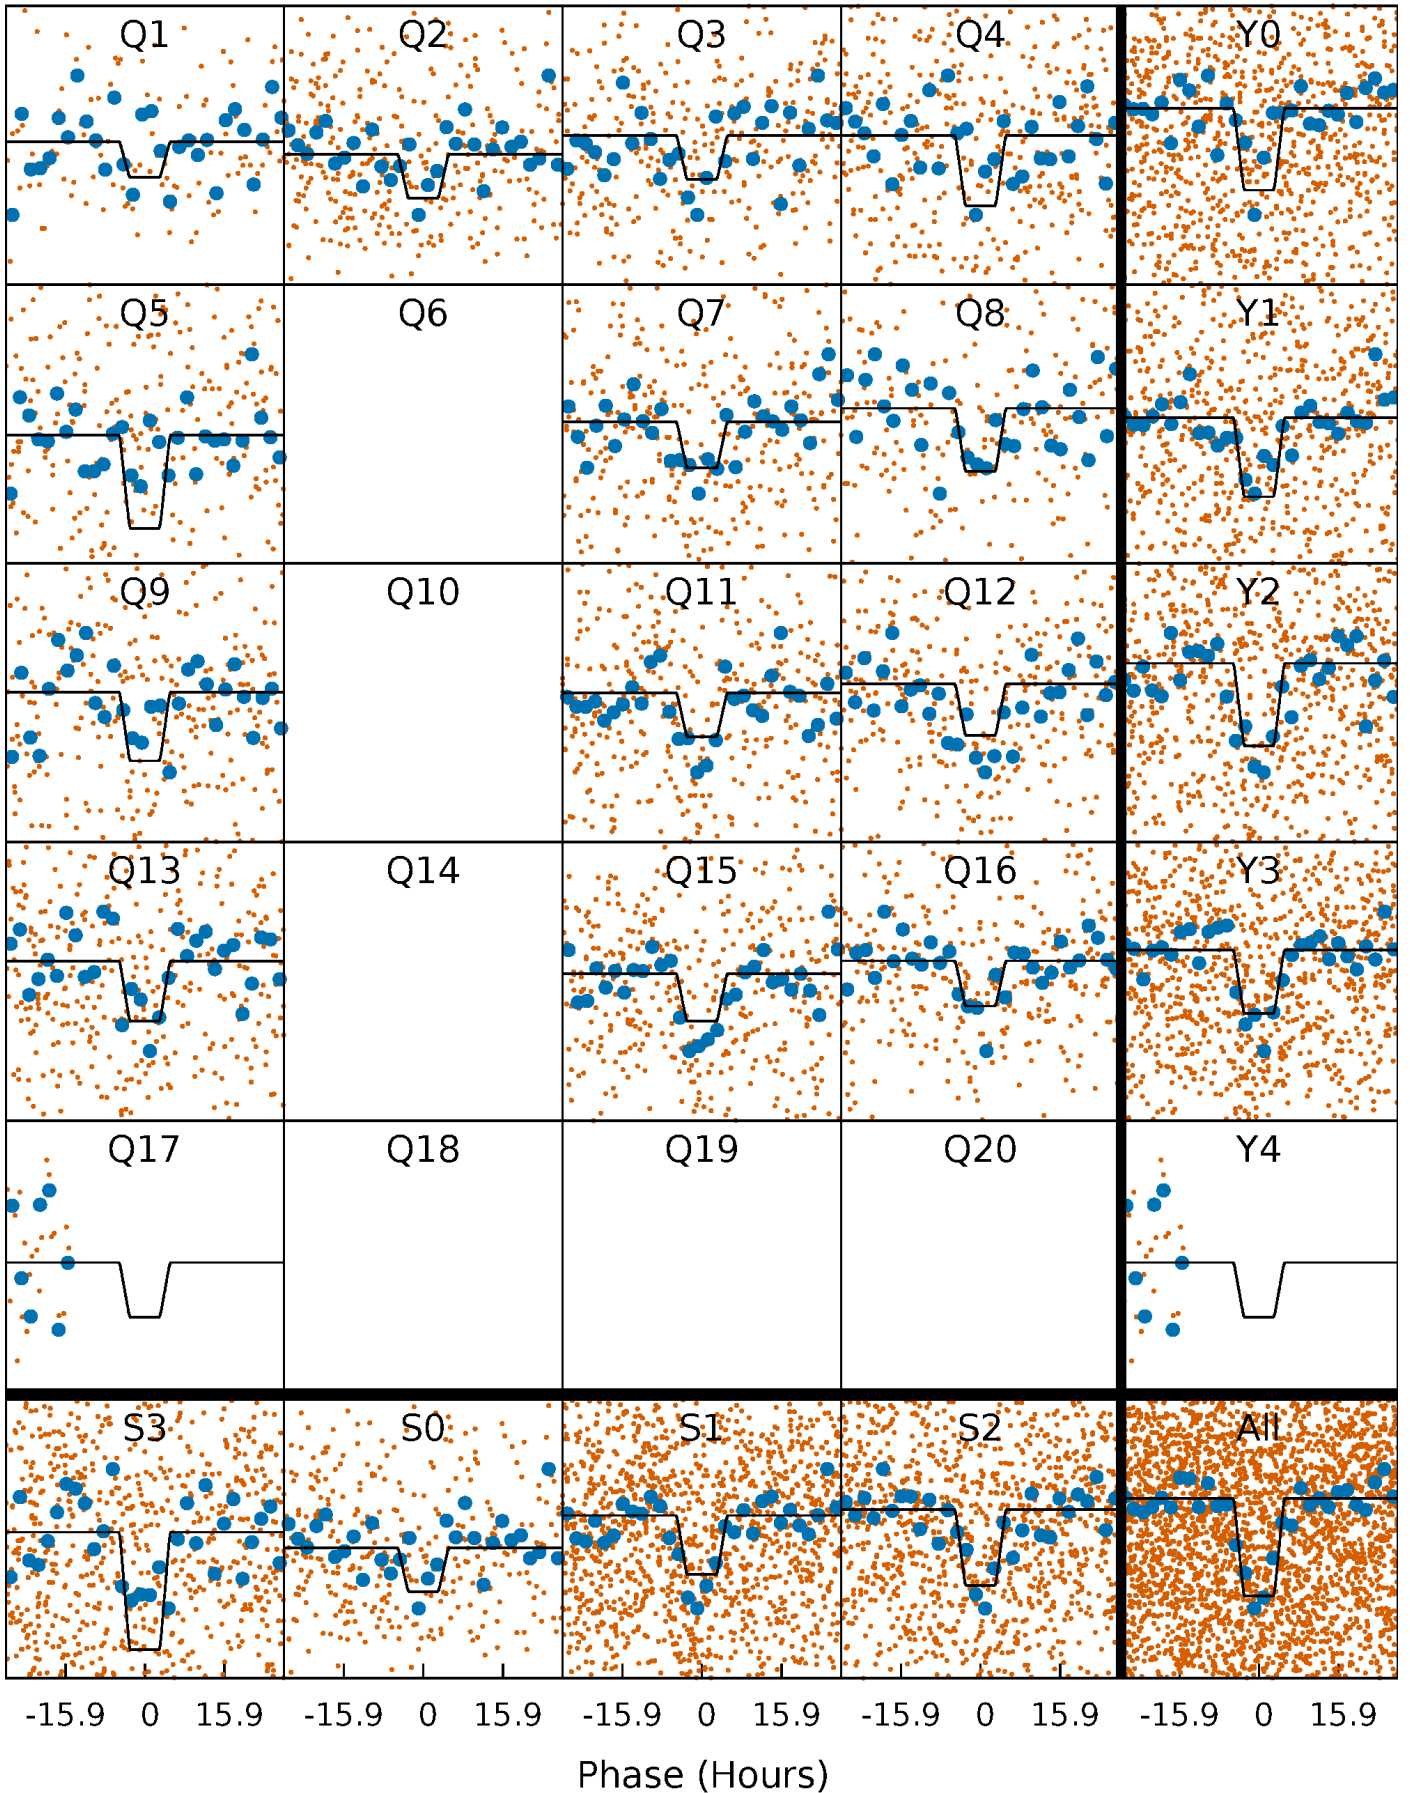 Q1 Q2 Q3 Q4 Y0
Q5 Q6 Q7 Q8 Y1
Q9 Q10 Q11 Q12 Y2
Q13 Q14 Q15 Q16 Y3
Q17 Q18 Q19 Q20 Y4
S3 S0 S1 S2 All
-15.9 0 15.9 -15.9 0 15.9 -15.9 0 15.9 -15.9 0 15.9 -15.9 0 15.9
Phase (Hours)